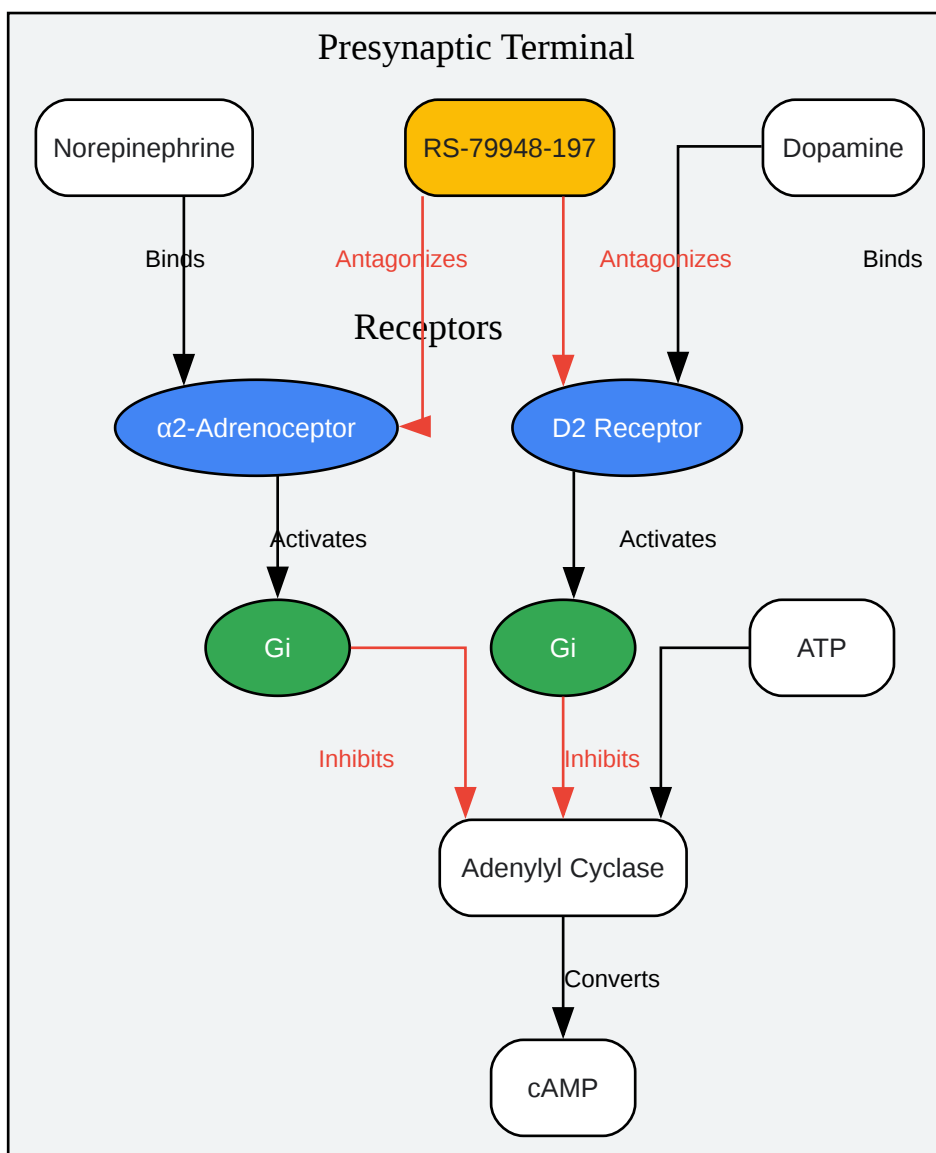 Presynaptic Terminal
Norepinephrine
RS-79948-197
Dopamine
Binds
Antagonizes
Antagonizes
Binds
Receptors
α2-Adrenoceptor
D2 Receptor
Activates
Activates
Gi
Gi
ATP
Inhibits
Inhibits
Adenylyl Cyclase
Converts
cAMP